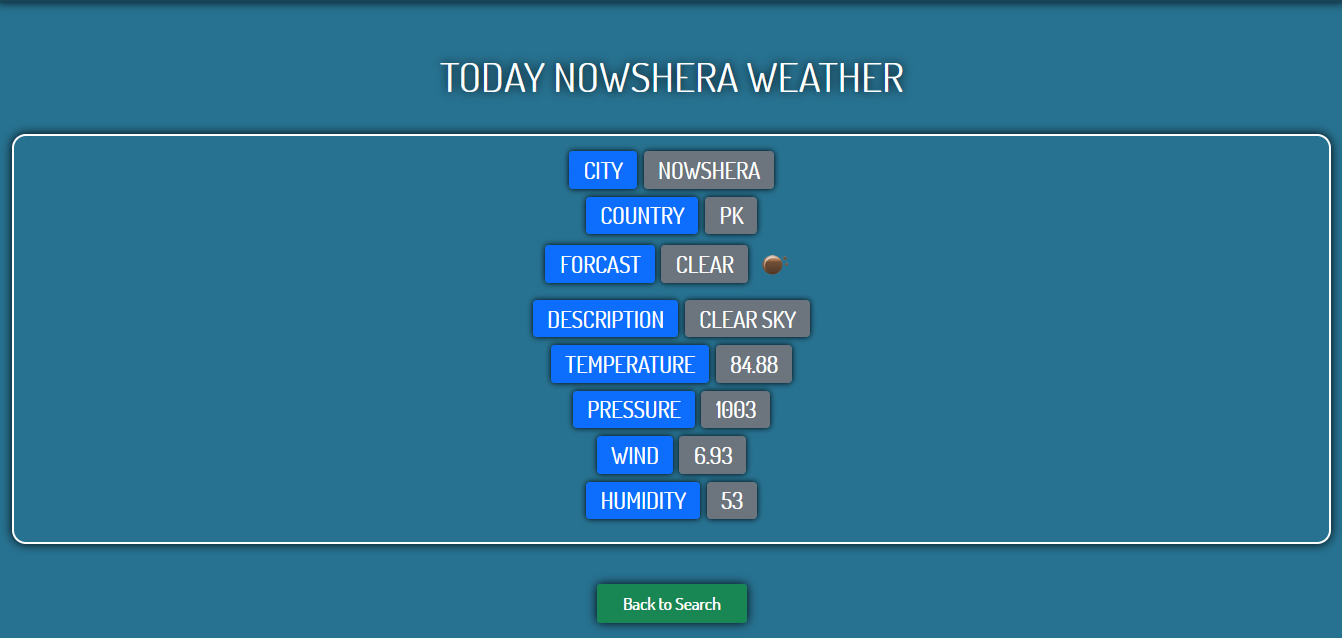 TODAY NOWSHERA WEATHER
CITY NOWSHERA
COUNTRY PK
FORCAST CLEAR
DESCRIPTION CLEAR SKY
TEMPERATURE 84.88
PRESSURE 1003
WIND 6.93
HUMIDITY 53
Back to Search